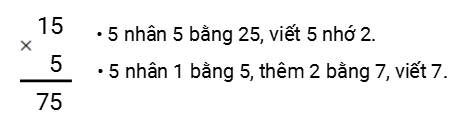 15
×
5
75
• 5 nhân 5 bằng 25, viết 5 nhớ 2.
• 5 nhân 1 bằng 5, thêm 2 bằng 7, viết 7.